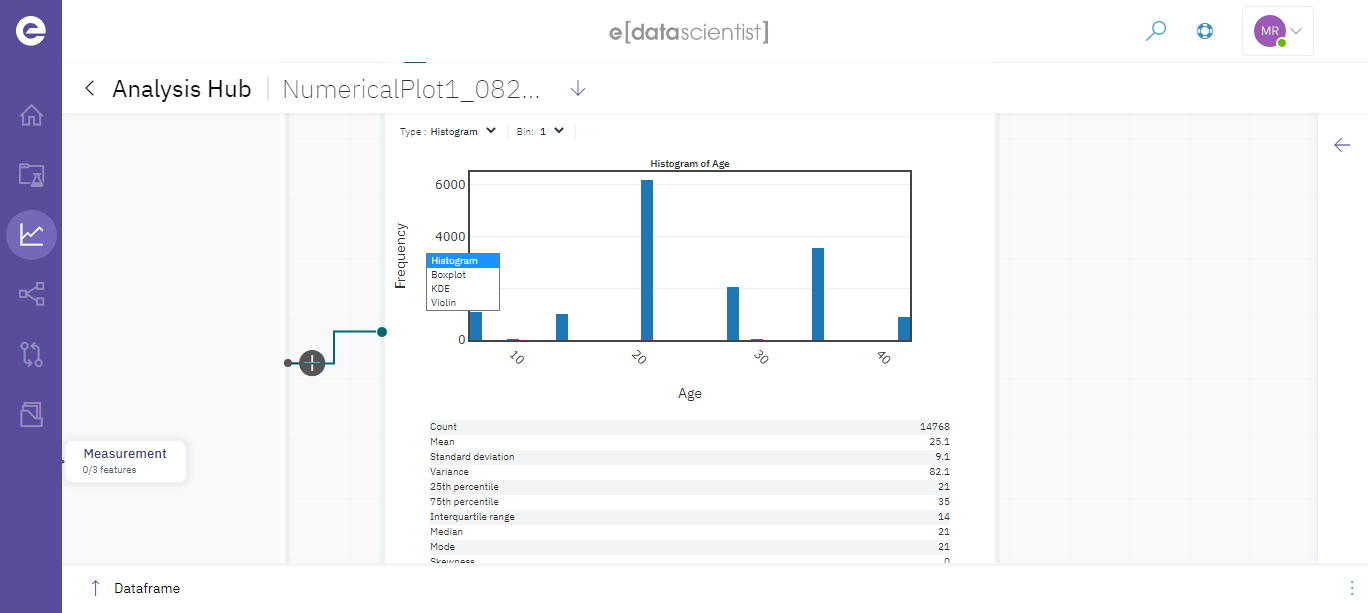 e[datascientist]
MR
Analysis Hub
NumericalPlot1_082...
Type : Histogram
Bin: 1
Histogram of Age
6000
4000
0
Frequency
Histogram
Boxplot
KDE
Violin
10
20
30
40
Age
Count 14768
Mean 25.1
Standard deviation 9.1
Variance 82.1
25th percentile 21
75th percentile 35
Interquartile range 14
Median 21
Mode 21
Skewness 0
Measurement
0/3 features
Dataframe